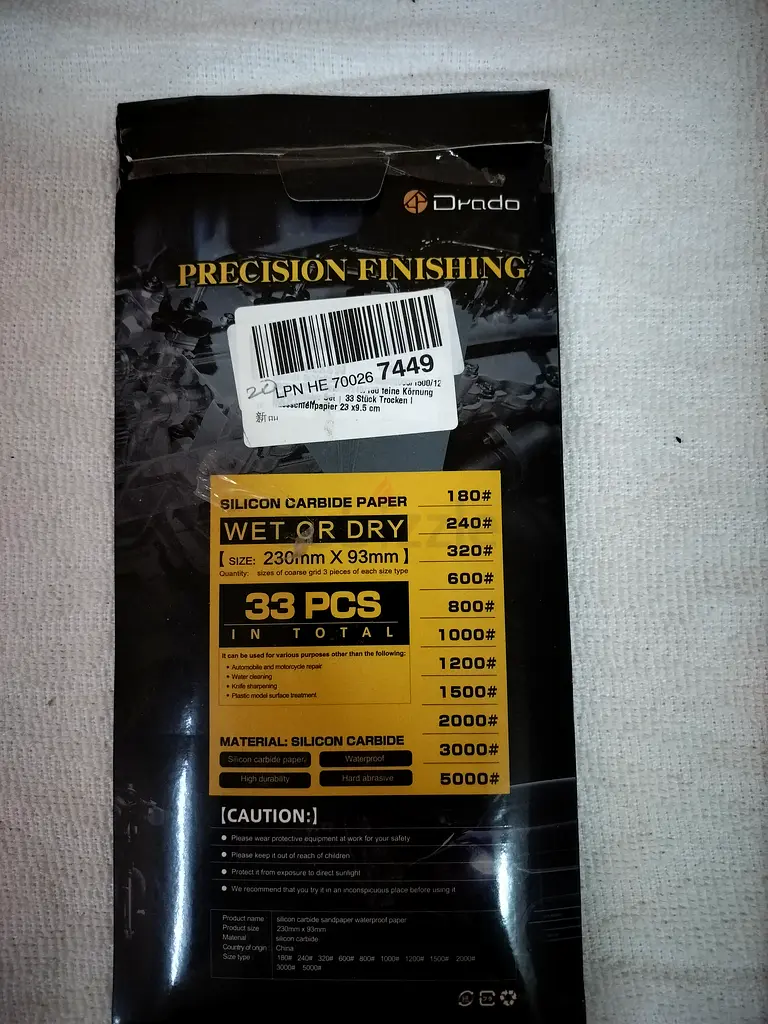 Drado
PRECISION FINISHING
20 LPN HE 70026 7449
1500/12
feine Körnung
33 Stück Trocken |
23 x9.5 cm
新品
SILICON CARBIDE PAPER
WET OR DRY
【 SIZE: 230mm X 93mm 】
Quantity: sizes of coarse grid 3 pieces of each size type
33 PCS
IN TOTAL
It can be used for various purposes other than the following:
• Automobile and motorcycle repair
• Water cleaning
• Knife sharpening
• Plastic model surface treatment
MATERIAL: SILICON CARBIDE
Silicon carbide paper
Waterproof
High durability
Hard abrasive
180#
240#
320#
600#
800#
1000#
1200#
1500#
2000#
3000#
5000#
【CAUTION:】
● Please wear protective equipment at work for your safety
● Please keep it out of reach of children
● Protect it from exposure to direct sunlight
● We recommend that you try it in an inconspicuous place before using it
Product name silicon carbide sandpaper waterproof paper
Product size 230mm x 93mm
Material silicon carbide
Country of origin China
Size type 180# 240# 320# 600# 800# 1000# 1200# 1500# 2000#
3000# 5000#